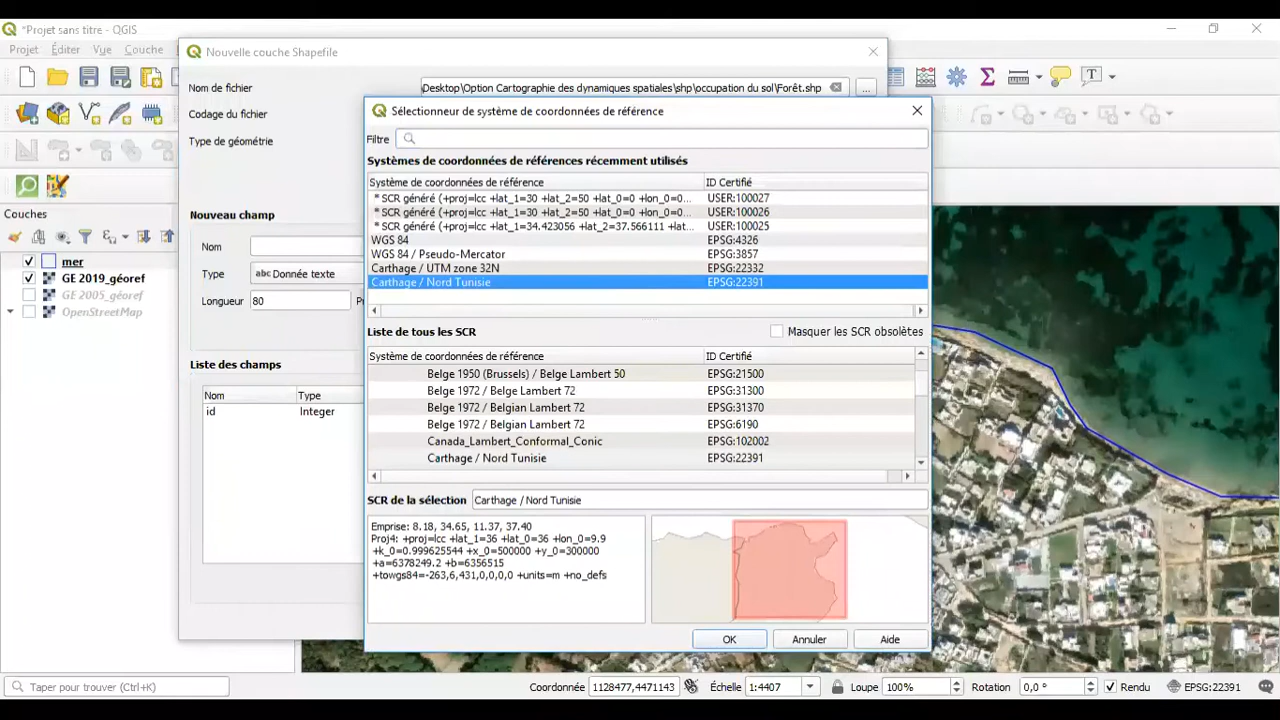 *Projet sans titre - QGIS
Projet Éditer Vue Couche
Nouvelle couche Shapefile
Nom de fichier
Desktop\Option Cartographie des dynamiques spatiales\shp\occupation du sol\Forêt.shp
...
Codage du fichier
Type de géométrie
Nouveau champ
Nom
Type
abc Donnée texte
Longueur 80
Liste des champs
Nom Type
id Integer
Sélectionneur de système de coordonnées de référence
Filtre
Systèmes de coordonnées de références récemment utilisés
Système de coordonnées de référence ID Certifié
* SCR généré (+proj=lcc +lat_1=30 +lat_2=50 +lat_0=0 +lon_0=0... USER:100027
* SCR généré (+proj=lcc +lat_1=30 +lat_2=50 +lat_0=0 +lon_0=0... USER:100026
* SCR généré (+proj=lcc +lat_1=34.423056 +lat_2=37.566111 +lat... USER:100025
WGS 84 EPSG:4326
WGS 84 / Pseudo-Mercator EPSG:3857
Carthage / UTM zone 32N EPSG:22332
Carthage / Nord Tunisie EPSG:22391
Liste de tous les SCR
Masquer les SCR obsolètes
Système de coordonnées de référence ID Certifié
Belge 1950 (Brussels) / Belge Lambert 50 EPSG:21500
Belge 1972 / Belge Lambert 72 EPSG:31300
Belge 1972 / Belgian Lambert 72 EPSG:31370
Belge 1972 / Belgian Lambert 72 EPSG:6190
Canada_Lambert_Conformal_Conic EPSG:102002
Carthage / Nord Tunisie EPSG:22391
SCR de la sélection Carthage / Nord Tunisie
Emprise: 8.18, 34.65, 11.37, 37.40
Proj4: +proj=lcc +lat_1=36 +lat_0=36 +lon_0=9.9
+k_0=0.999625544 +x_0=500000 +y_0=300000
+a=6378249.2 +b=6356515
+towgs84=-263,6,431,0,0,0,0 +units=m +no_defs
OK Annuler Aide
Couches
mer
GE 2019_géoref
GE 2005_géoref
OpenStreetMap
Taper pour trouver (Ctrl+K)
Coordonnée 1128477,4471143 Échelle 1:4407 Loupe 100% Rotation 0,0 ° Rendu EPSG:22391